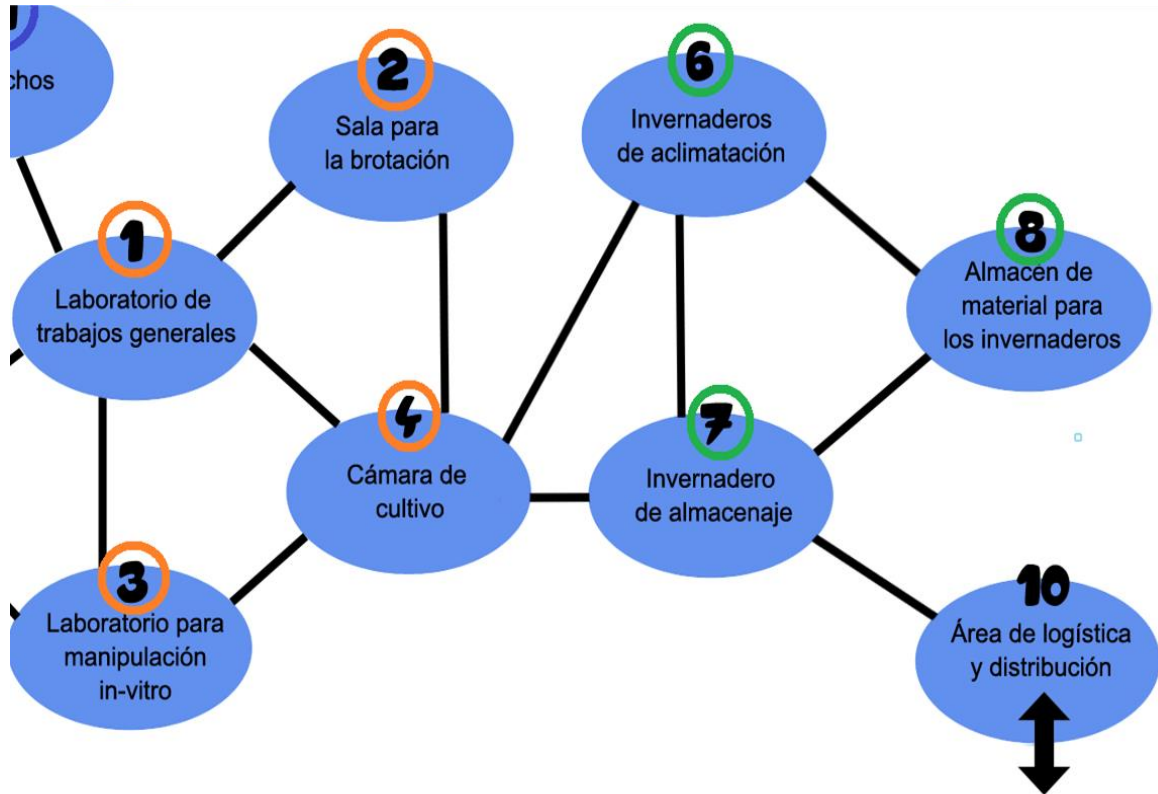 chos
2
Sala para
la brotación
6
Invernaderos
de aclimatación
1
Laboratorio de
trabajos generales
8
Almacén de
material para
los invernaderos
4
Cámara de
cultivo
7
Invernadero
de almacenaje
3
Laboratorio para
manipulación
in-vitro
10
Área de logística
y distribución